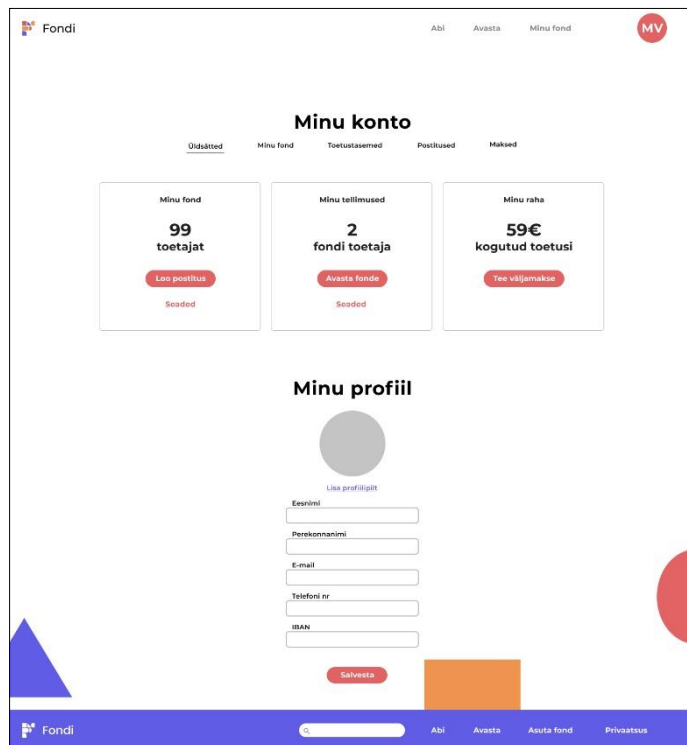 Fondi
Abi Avasta Minu fond MV
Minu konto
Üldsätted Minu fond Toetustasemed Postitused Maksed
Minu fond
99
toetajat
Loo postitus
Seaded
Minu tellimused
2
fondi toetaja
Avasta fonde
Seaded
Minu raha
59€
kogutud toetusi
Tee väljamakse
Minu profiil
Lisa profiilipilt
Eesnimi
Perekonnanimi
E-mail
Telefoni nr
IBAN
Salvesta
Fondi
Abi Avasta Asuta fond Privaatsus